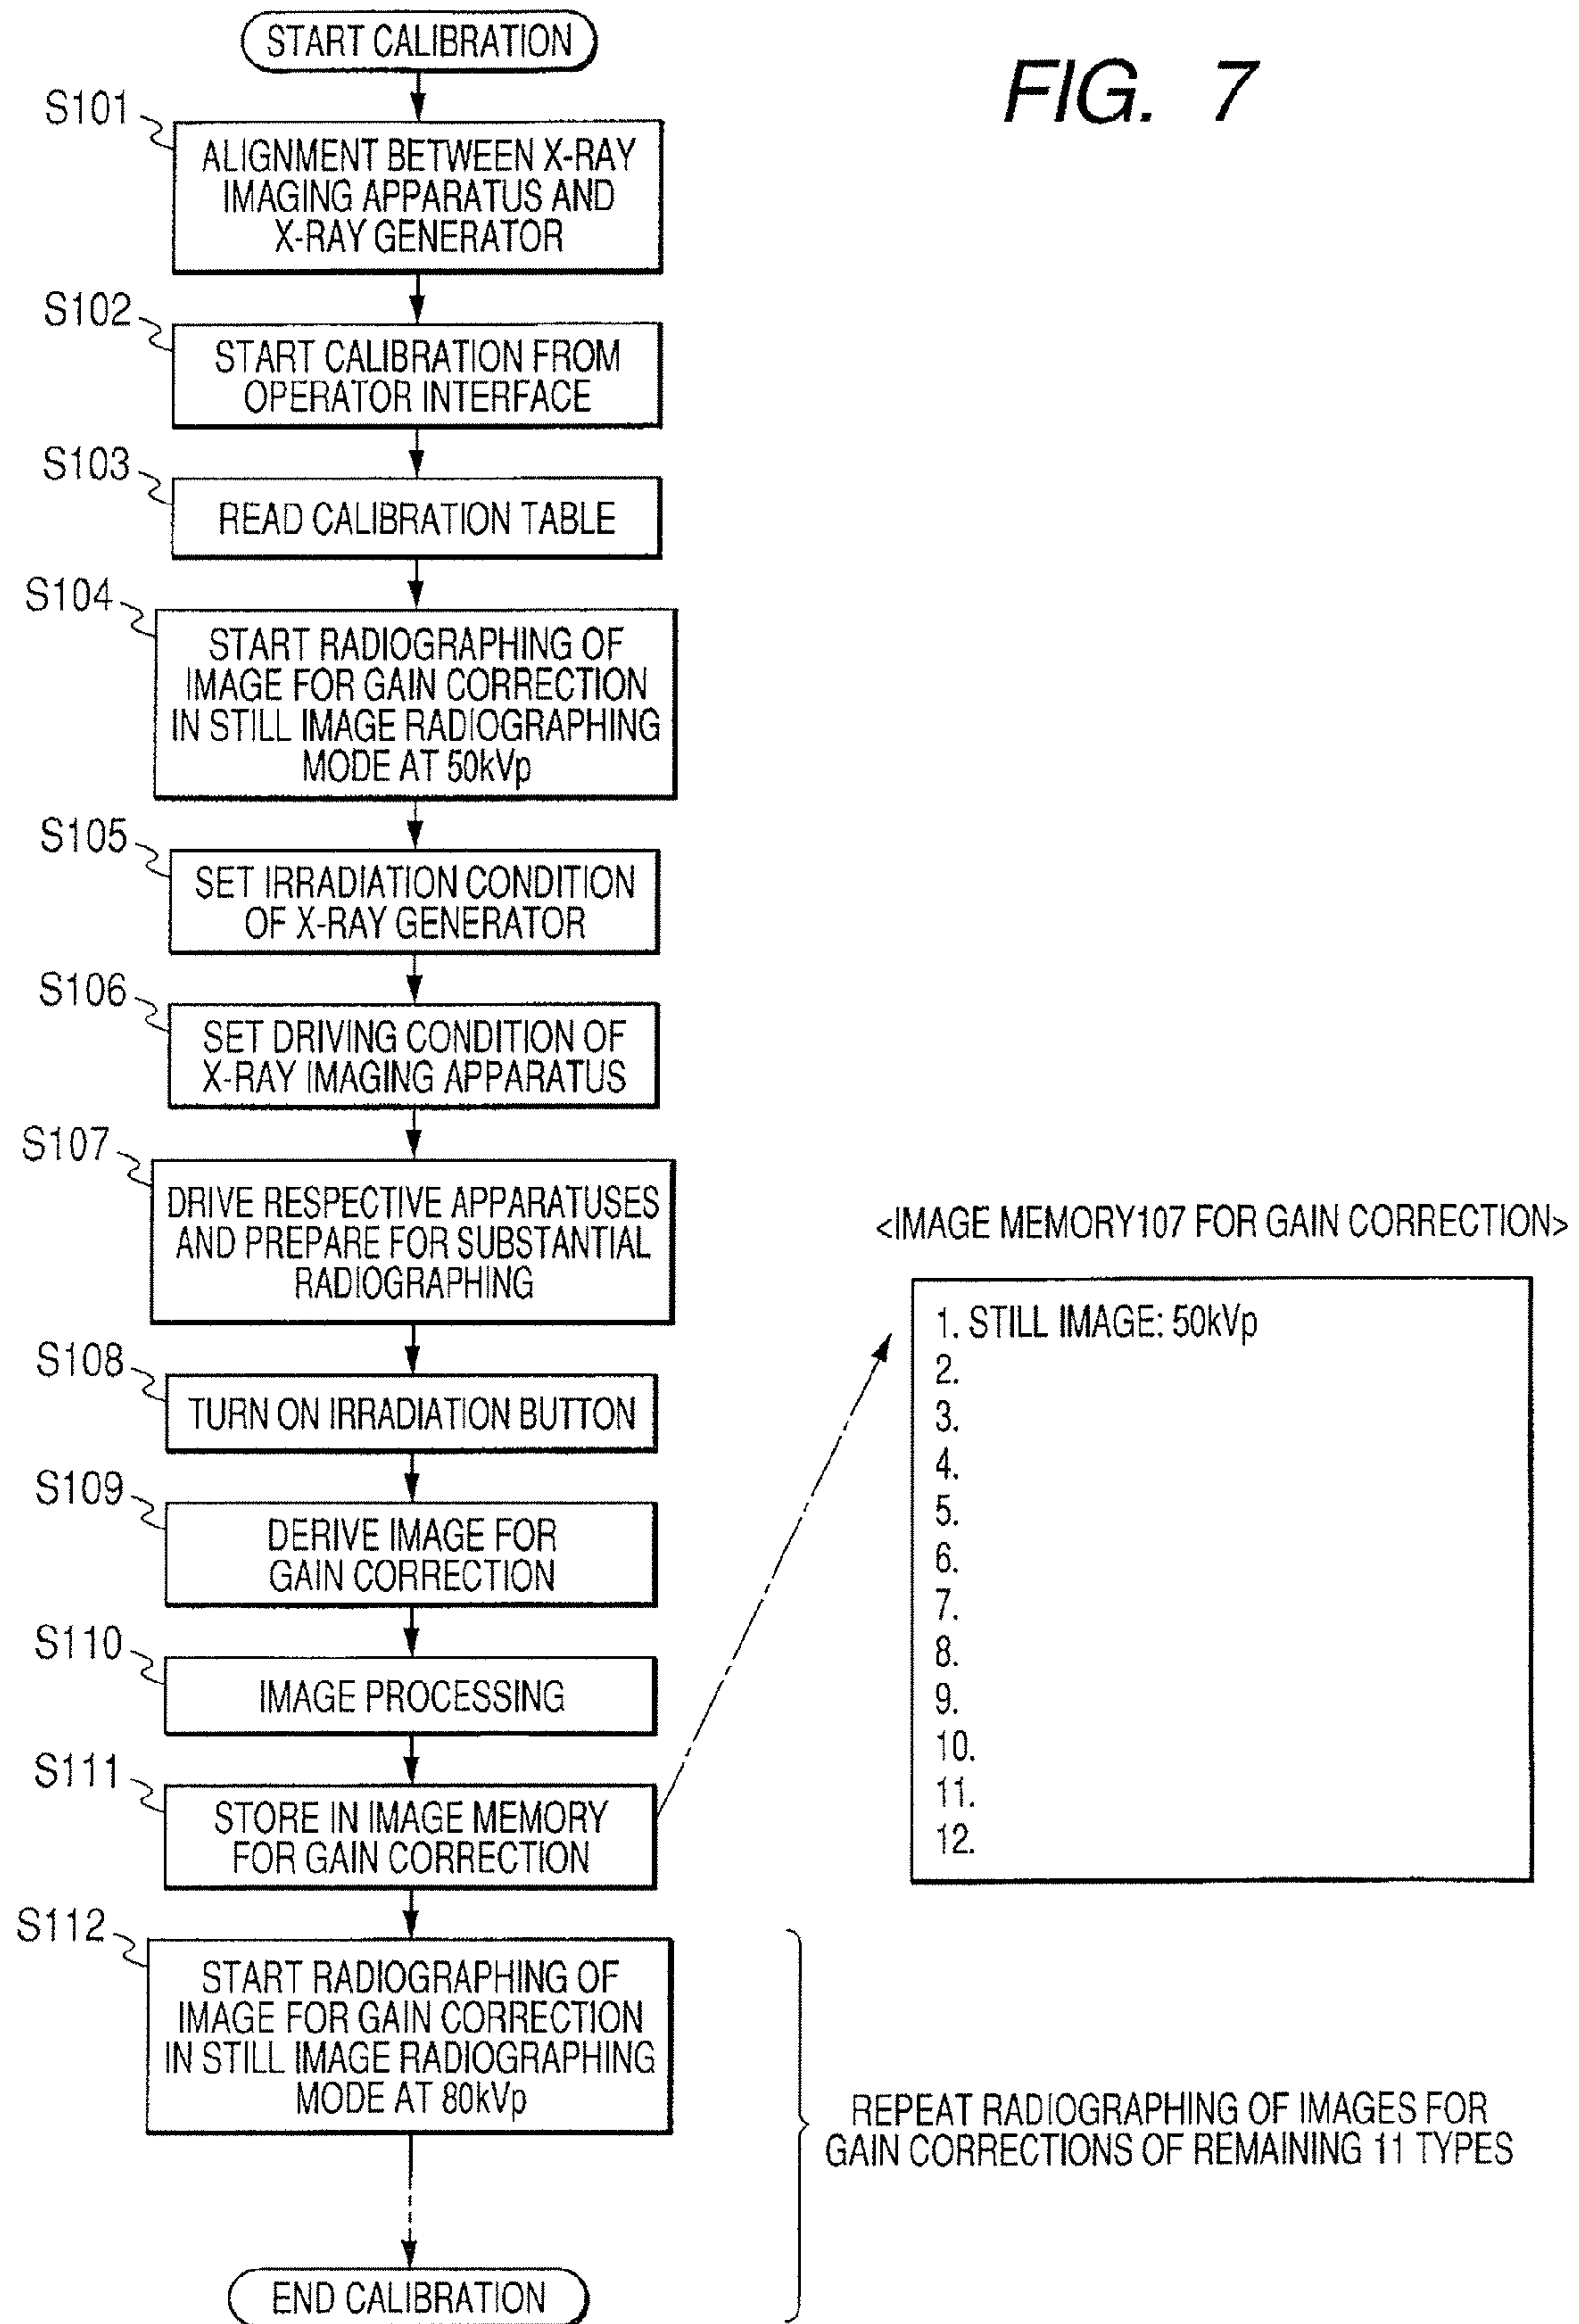 FIG. 7
START CALIBRATION
S101
ALIGNMENT BETWEEN X-RAY
IMAGING APPARATUS AND
X-RAY GENERATOR
S102
START CALIBRATION FROM
OPERATOR INTERFACE
S103
READ CALIBRATION TABLE
S104
START RADIOGRAPHING OF
IMAGE FOR GAIN CORRECTION
IN STILL IMAGE RADIOGRAPHING
MODE AT 50kVp
S105
SET IRRADIATION CONDITION
OF X-RAY GENERATOR
S106
SET DRIVING CONDITION OF
X-RAY IMAGING APPARATUS
S107
DRIVE RESPECTIVE APPARATUSES
AND PREPARE FOR SUBSTANTIAL
RADIOGRAPHING
S108
TURN ON IRRADIATION BUTTON
S109
DERIVE IMAGE FOR
GAIN CORRECTION
S110
IMAGE PROCESSING
S111
STORE IN IMAGE MEMORY
FOR GAIN CORRECTION
<IMAGE MEMORY107 FOR GAIN CORRECTION>
1. STILL IMAGE: 50kVp
2.
3.
4.
5.
6.
7.
8.
9.
10.
11.
12.
S112
START RADIOGRAPHING OF
IMAGE FOR GAIN CORRECTION
IN STILL IMAGE RADIOGRAPHING
MODE AT 80kVp
REPEAT RADIOGRAPHING OF IMAGES FOR
GAIN CORRECTIONS OF REMAINING 11 TYPES
END CALIBRATION